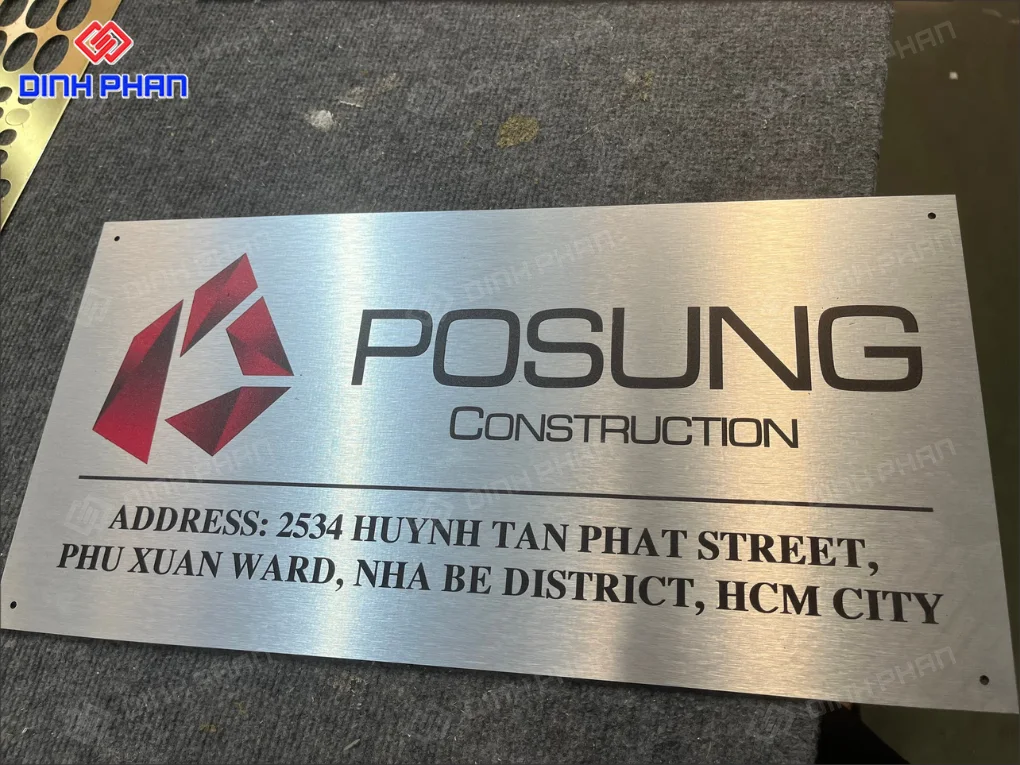 DINH PHAN
POSUNG
CONSTRUCTION
ADDRESS: 2534 HUYNH TAN PHAT STREET,
PHU XUAN WARD, NHA BE DISTRICT, HCM CITY